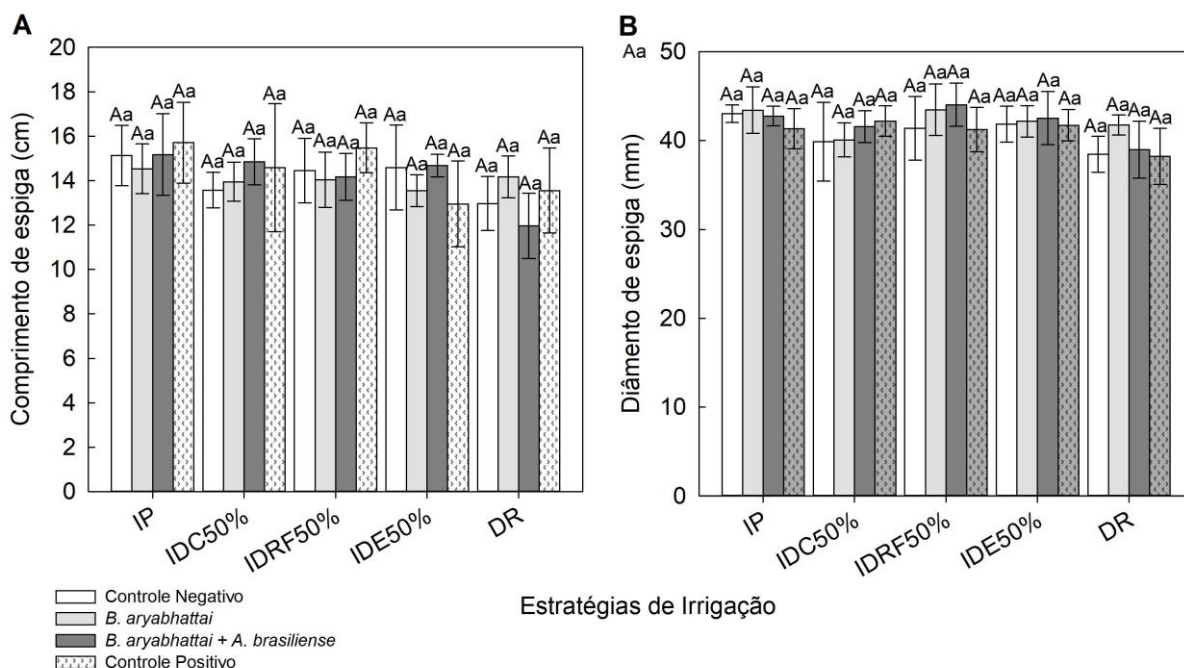 A
Comprimento de espiga (cm)
20
18
16
14
12
10
8
6
4
2
0
Aa Aa Aa Aa
Aa Aa Aa Aa
Aa Aa Aa Aa
Aa Aa Aa Aa
Aa Aa Aa Aa
IP
IDC50%
IDRF50%
IDE50%
DR
B
Aa
Diâmento de espiga (mm)
50
40
30
20
10
0
Aa Aa Aa Aa
Aa Aa Aa Aa
Aa Aa Aa Aa
Aa Aa Aa Aa
Aa Aa Aa Aa
IP
IDC50%
IDRF50%
IDE50%
DR
Estratégias de Irrigação
Controle Negativo
B. aryabhattai
B. aryabhattai + A. brasiliense
Controle Positivo